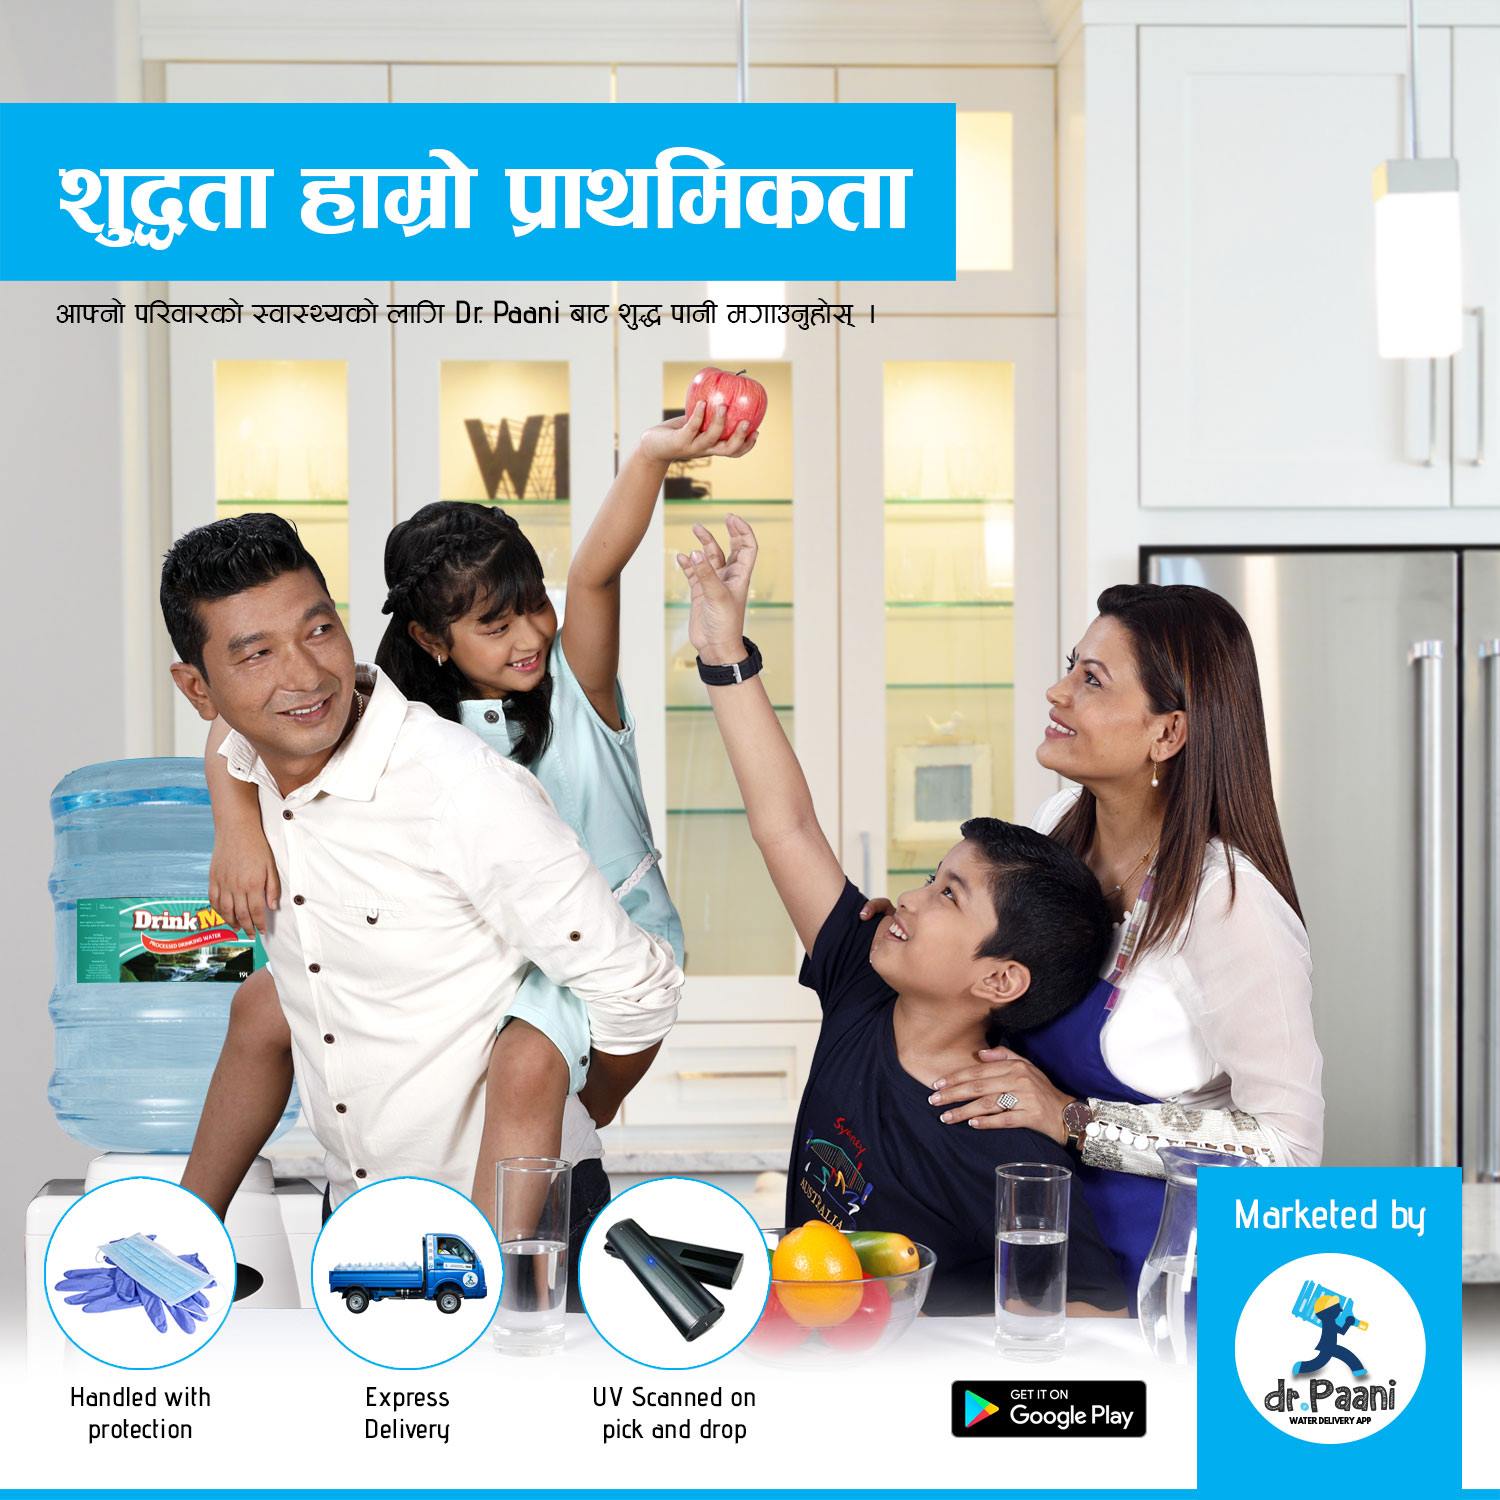 शुद्धता हाम्रो प्राथमिकता
आफ्नो परिवारको स्वास्थ्यको लागि Dr. Paani बाट शुद्ध पानी मगाउनुहोस् ।
Drink
PROCESSED DRINKING WATER
Sydney
AUSTRALIA
Handled with
protection
Express
Delivery
UV Scanned on
pick and drop
GET IT ON
Google Play
Marketed by
dr.Paani
WATER DELIVERY APP